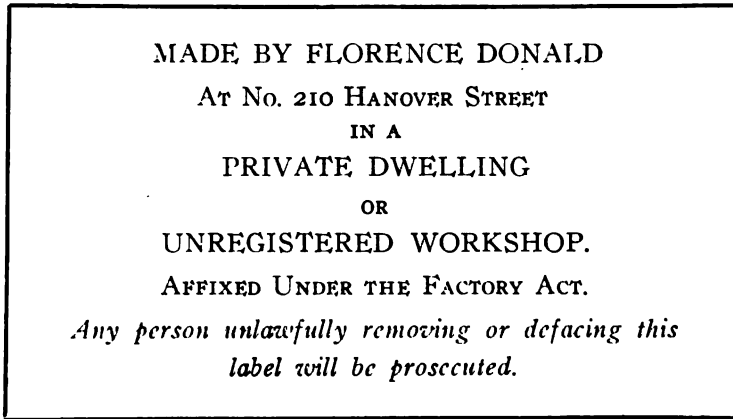 MADE BY FLORENCE DONALD
AT NO. 210 HANOVER STREET
IN A
PRIVATE DWELLING
OR
UNREGISTERED WORKSHOP.
AFFIXED UNDER THE FACTORY ACT.
Any person unlawfully removing or defacing this
label will be prosecuted.